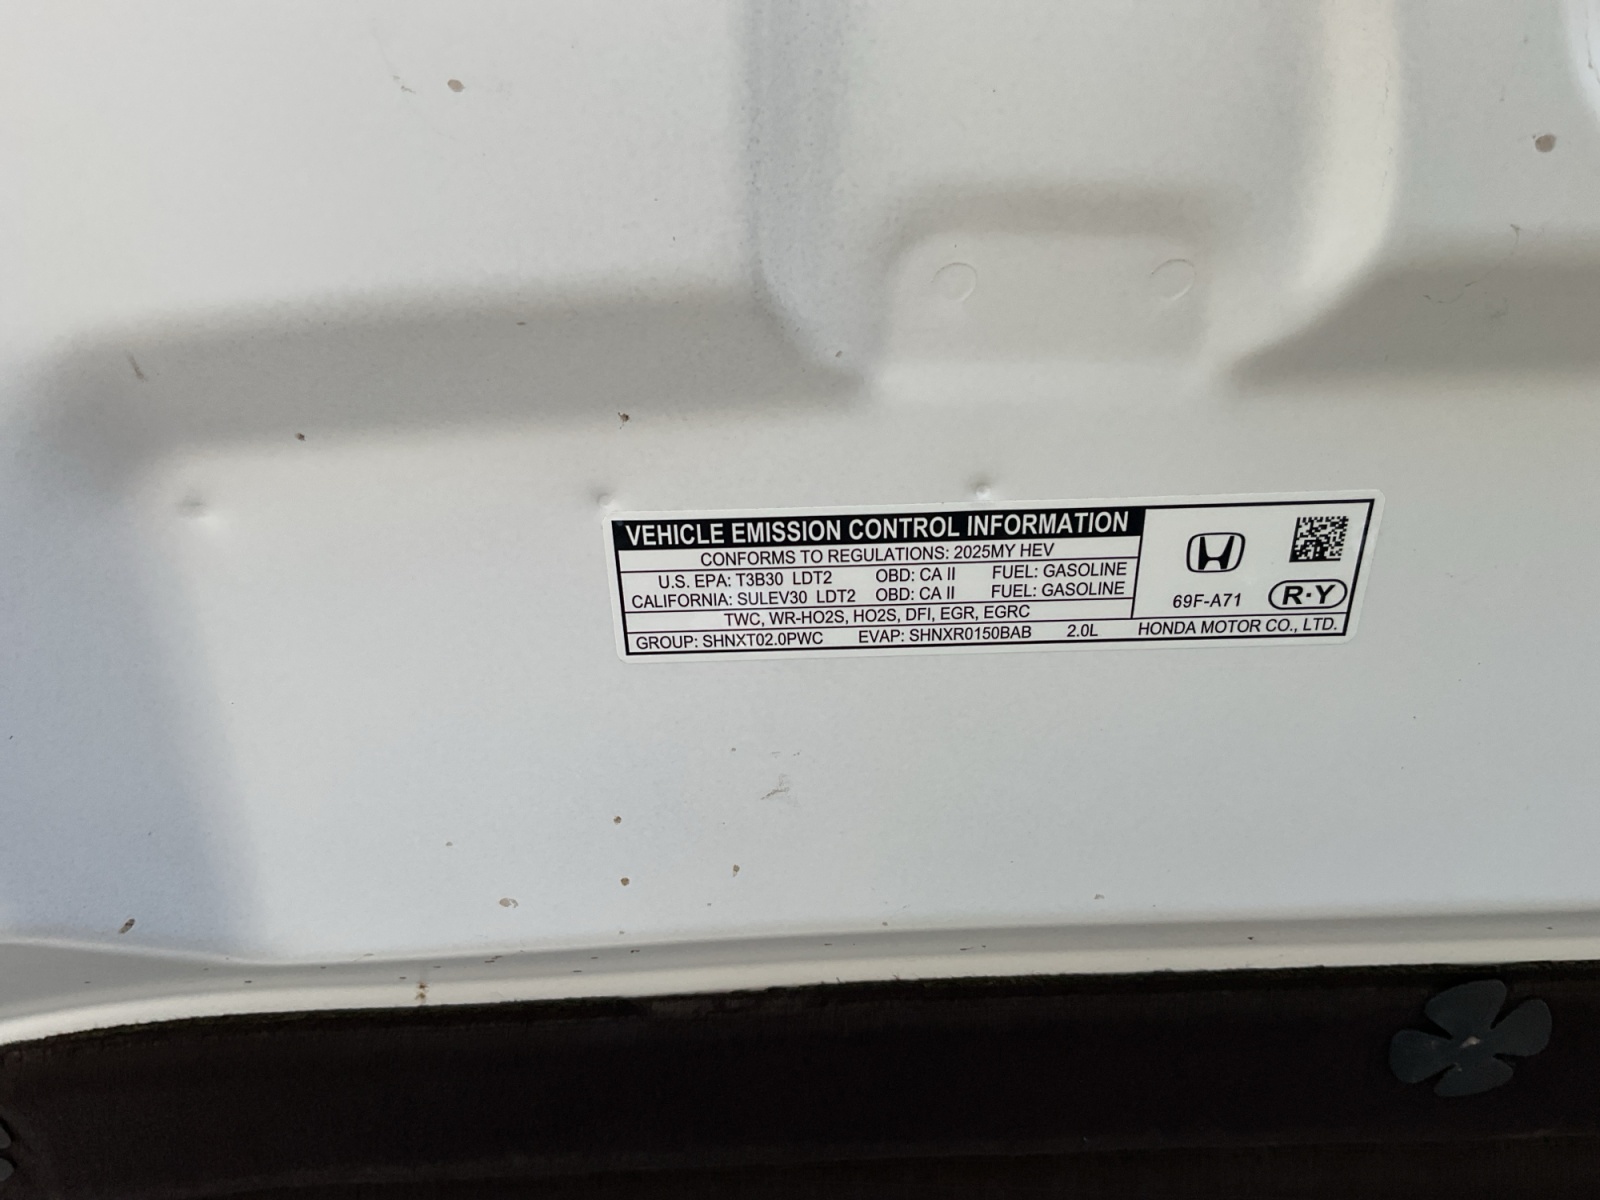 VEHICLE EMISSION CONTROL INFORMATION
CONFORMS TO REGULATIONS: 2025MY HEV
U.S. EPA: T3B30 LDT2 OBD: CA II FUEL: GASOLINE
CALIFORNIA: SULEV30 LDT2 OBD: CA II FUEL: GASOLINE
TWC, WR-HO2S, HO2S, DFI, EGR, EGRC
GROUP: SHNXT02.0PWC EVAP: SHNXR0150BAB 2.0L
69F-A71 R·Y
HONDA MOTOR CO., LTD.